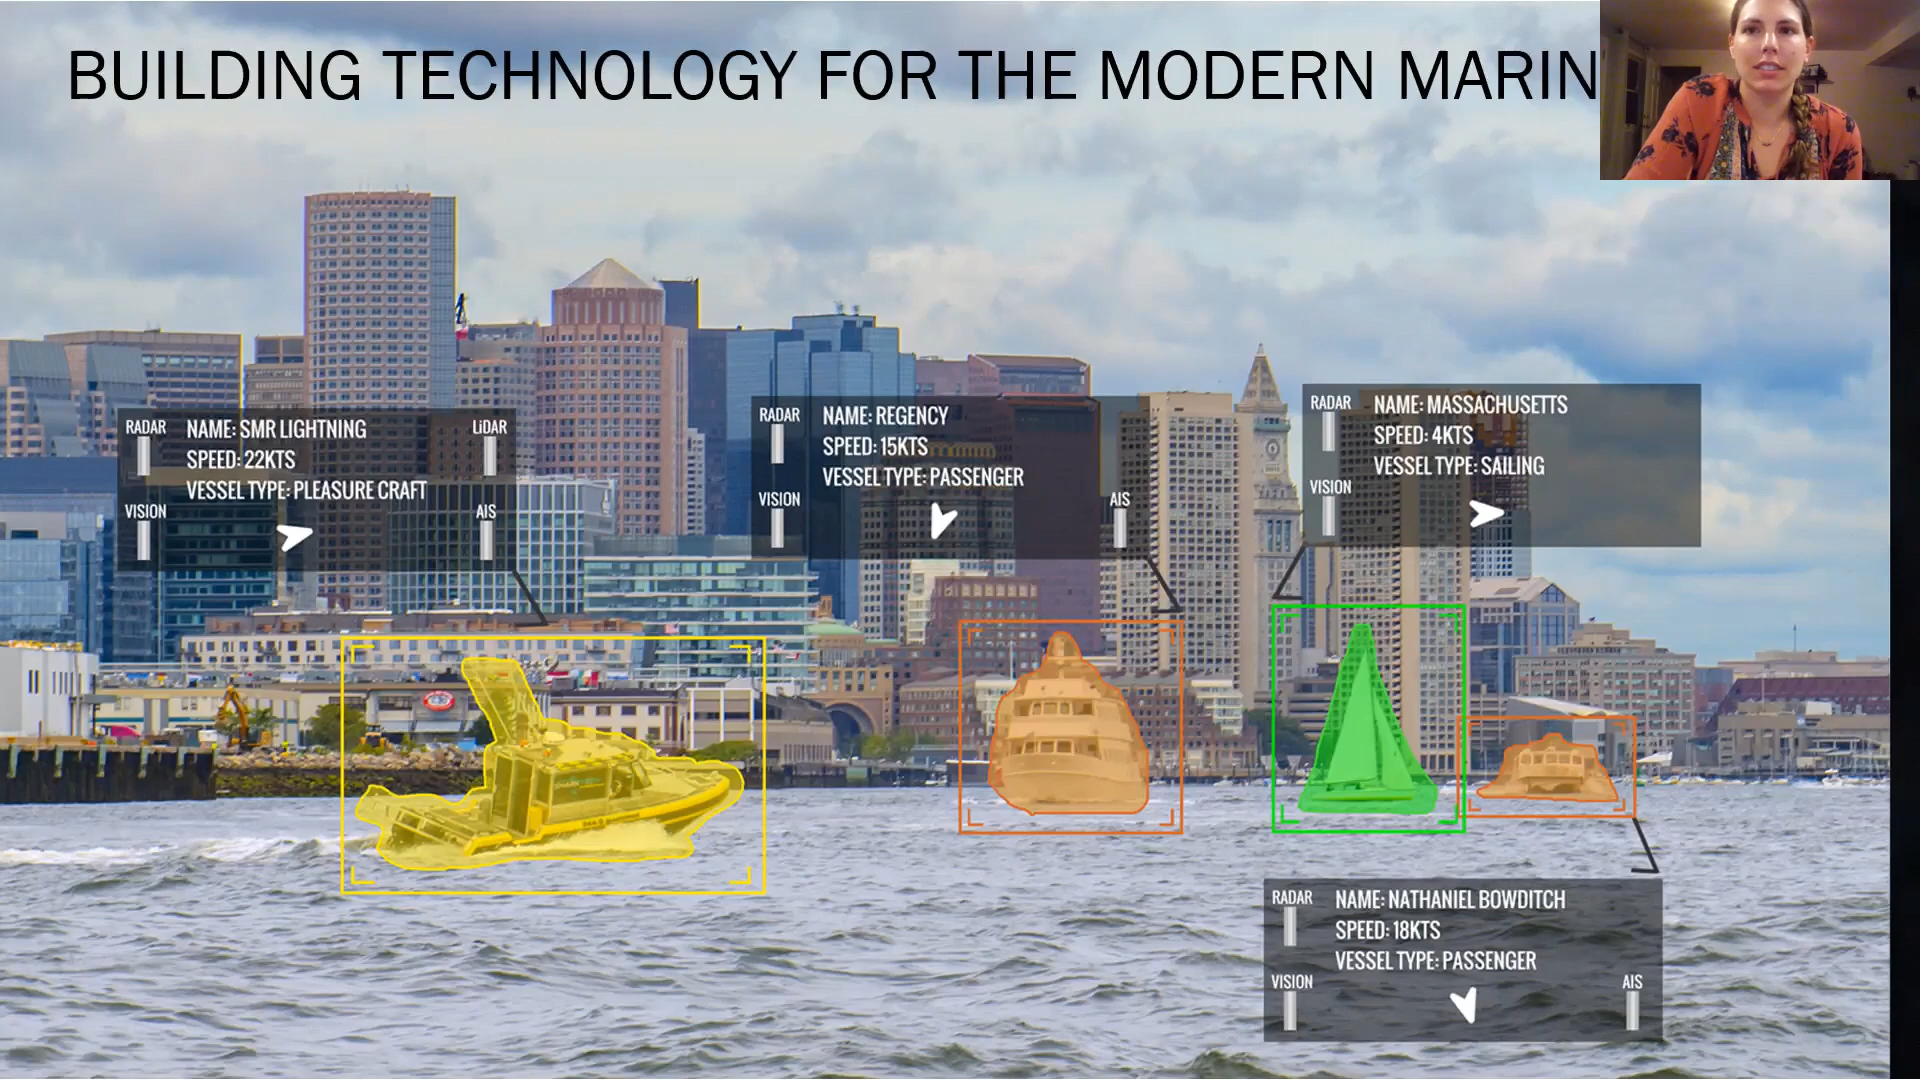 BUILDING TECHNOLOGY FOR THE MODERN MARIN
RADAR
NAME: SMR LIGHTNING
LiDAR
SPEED: 22KTS
VESSEL TYPE: PLEASURE CRAFT
VISION
AIS
RADAR
NAME: REGENCY
SPEED: 15KTS
VESSEL TYPE: PASSENGER
VISION
AIS
RADAR
NAME: MASSACHUSETTS
SPEED: 4KTS
VESSEL TYPE: SAILING
VISION
RADAR
NAME: NATHANIEL BOWDITCH
SPEED: 18KTS
VESSEL TYPE: PASSENGER
VISION
AIS